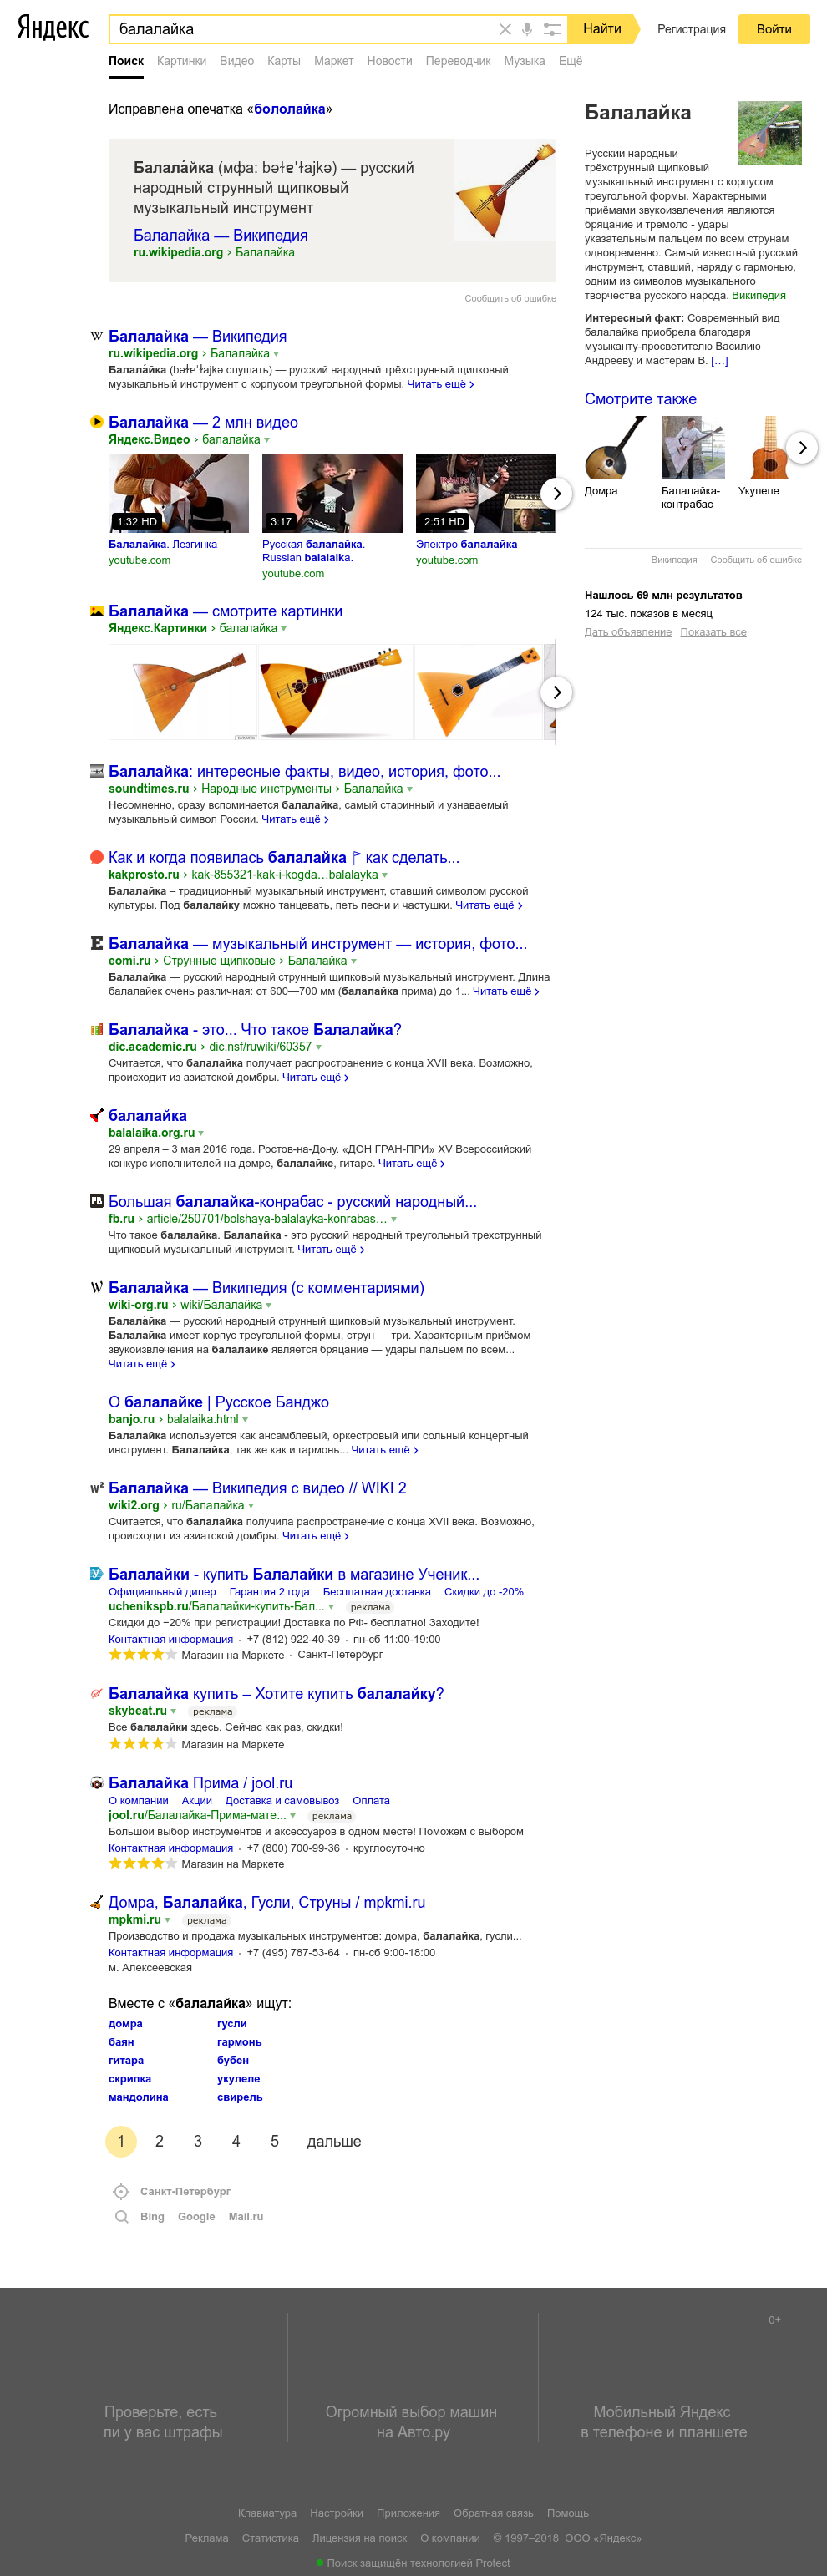 Яндекс
балалайка
Найти
Регистрация
Войти
Поиск Картинки Видео Карты Маркет Новости Переводчик Музыка Ещё
Исправлена опечатка «бололайка»
Балала́йка (мфа: bəɫɐˈɫajkə) — русский
народный струнный щипковый
музыкальный инструмент
Балалайка — Википедия
ru.wikipedia.org › Балалайка
Сообщить об ошибке
Балалайка — Википедия
ru.wikipedia.org › Балалайка
Балала́йка (bəɫɐˈɫajkə слушать) — русский народный трёхструнный щипковый
музыкальный инструмент с корпусом треугольной формы. Читать ещё ›
Балалайка — 2 млн видео
Яндекс.Видео › балалайка
1:32 HD
3:17
2:51 HD
Балалайка. Лезгинка
youtube.com
Русская балалайка.
Russian balalaikа.
youtube.com
Электро балалайка
youtube.com
Балалайка — смотрите картинки
Яндекс.Картинки › балалайка
Балалайка: интересные факты, видео, история, фото...
soundtimes.ru › Народные инструменты › Балалайка
Несомненно, сразу вспоминается балалайка, самый старинный и узнаваемый
музыкальный символ России. Читать ещё ›
Как и когда появилась балалайка 🚩 как сделать...
kakprosto.ru › kak-855321-kak-i-kogda…balalayka
Балалайка – традиционный музыкальный инструмент, ставший символом русской
культуры. Под балалайку можно танцевать, петь песни и частушки. Читать ещё ›
Балалайка — музыкальный инструмент — история, фото...
eomi.ru › Струнные щипковые › Балалайка
Балалайка — русский народный струнный щипковый музыкальный инструмент. Длина
балалайек очень различная: от 600—700 мм (балалайка прима) до 1... Читать ещё ›
Балалайка - это... Что такое Балалайка?
dic.academic.ru › dic.nsf/ruwiki/60357
Считается, что балалайка получает распространение с конца XVII века. Возможно,
происходит из азиатской домбры. Читать ещё ›
балалайка
balalaika.org.ru
29 апреля – 3 мая 2016 года. Ростов-на-Дону. «ДОН ГРАН-ПРИ» XV Всероссийский
конкурс исполнителей на домре, балалайке, гитаре. Читать ещё ›
Большая балалайка-конрабас - русский народный...
fb.ru › article/250701/bolshaya-balalayka-konrabas…
Что такое балалайка. Балалайка - это русский народный треугольный трехструнный
щипковый музыкальный инструмент. Читать ещё ›
Балалайка — Википедия (с комментариями)
wiki-org.ru › wiki/Балалайка
Балала́йка — русский народный струнный щипковый музыкальный инструмент.
Балалайка имеет корпус треугольной формы, струн — три. Характерным приёмом
звукоизвлечения на балалайке является бряцание — удары пальцем по всем...
Читать ещё ›
О балалайке | Русское Банджо
banjo.ru › balalaika.html
Балалайка используется как ансамблевый, оркестровый или сольный концертный
инструмент. Балалайка, так же как и гармонь... Читать ещё ›
Балалайка — Википедия с видео // WIKI 2
wiki2.org › ru/Балалайка
Считается, что балалайка получила распространение с конца XVII века. Возможно,
происходит из азиатской домбры. Читать ещё ›
Балалайки - купить Балалайки в магазине Ученик...
Официальный дилер Гарантия 2 года Бесплатная доставка Скидки до -20%
uchenikspb.ru/Балалайки-купить-Бал... реклама
Скидки до −20% при регистрации! Доставка по РФ- бесплатно! Заходите!
Контактная информация · +7 (812) 922-40-39 · пн-сб 11:00-19:00
Магазин на Маркете · Санкт-Петербург
Балалайка купить – Хотите купить балалайку?
skybeat.ru реклама
Все балалайки здесь. Сейчас как раз, скидки!
Магазин на Маркете
Балалайка Прима / jool.ru
О компании Акции Доставка и самовывоз Оплата
jool.ru/Балалайка-Прима-мате... реклама
Большой выбор инструментов и аксессуаров в одном месте! Поможем с выбором
Контактная информация · +7 (800) 700-99-36 · круглосуточно
Магазин на Маркете
Домра, Балалайка, Гусли, Струны / mpkmi.ru
mpkmi.ru реклама
Производство и продажа музыкальных инструментов: домра, балалайка, гусли...
Контактная информация · +7 (495) 787-53-64 · пн-сб 9:00-18:00
м. Алексеевская
Вместе с «балалайка» ищут:
домра гусли
баян гармонь
гитара бубен
скрипка укулеле
мандолина свирель
1 2 3 4 5 дальше
Санкт-Петербург
Bing Google Mail.ru
Балалайка
Русский народный
трёхструнный щипковый
музыкальный инструмент с корпусом
треугольной формы. Характерными
приёмами звукоизвлечения являются
бряцание и тремоло - удары
указательным пальцем по всем струнам
одновременно. Самый известный русский
инструмент, ставший, наряду с гармонью,
одним из символов музыкального
творчества русского народа. Википедия
Интересный факт: Современный вид
балалайка приобрела благодаря
музыканту-просветителю Василию
Андрееву и мастерам В. […]
Смотрите также
Домра
Балалайка-
контрабас
Укулеле
Википедия Сообщить об ошибке
Нашлось 69 млн результатов
124 тыс. показов в месяц
Дать объявление Показать все
0+
Проверьте, есть
ли у вас штрафы
Огромный выбор машин
на Авто.ру
Мобильный Яндекс
в телефоне и планшете
Клавиатура Настройки Приложения Обратная связь Помощь
Реклама Статистика Лицензия на поиск О компании © 1997–2018 ООО «Яндекс»
Поиск защищён технологией Protect